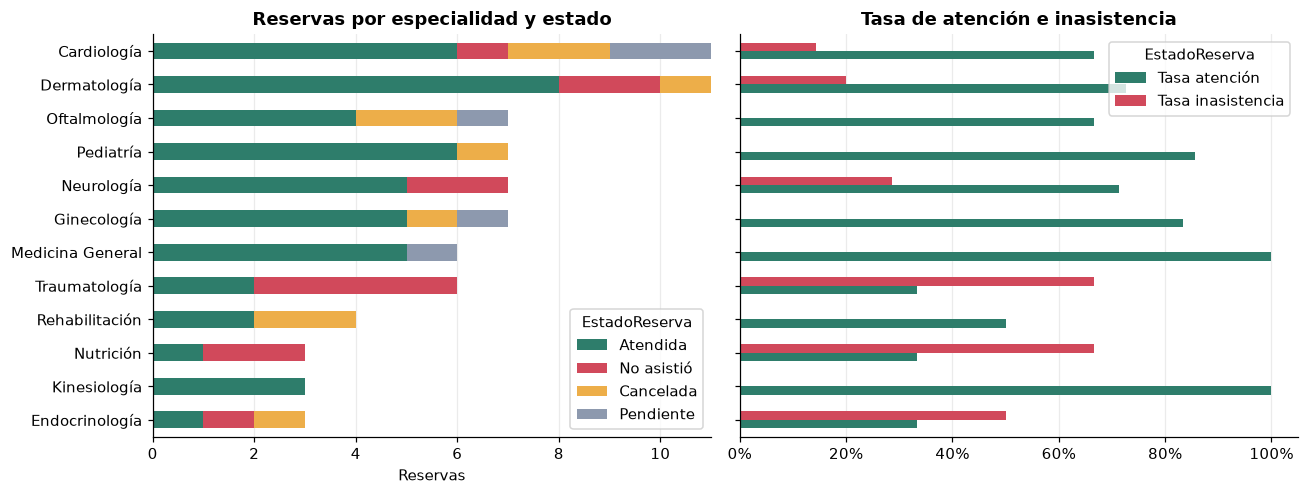 Reservas por especialidad y estado
Cardiología
Dermatología
Oftalmología
Pediatría
Neurología
Ginecología
Medicina General
Traumatología
Rehabilitación
Nutrición
Kinesiología
Endocrinología
EstadoReserva
Atendida
No asistió
Cancelada
Pendiente
0 2 4 6 8 10
Reservas
Tasa de atención e inasistencia
EstadoReserva
Tasa atención
Tasa inasistencia
0% 20% 40% 60% 80% 100%